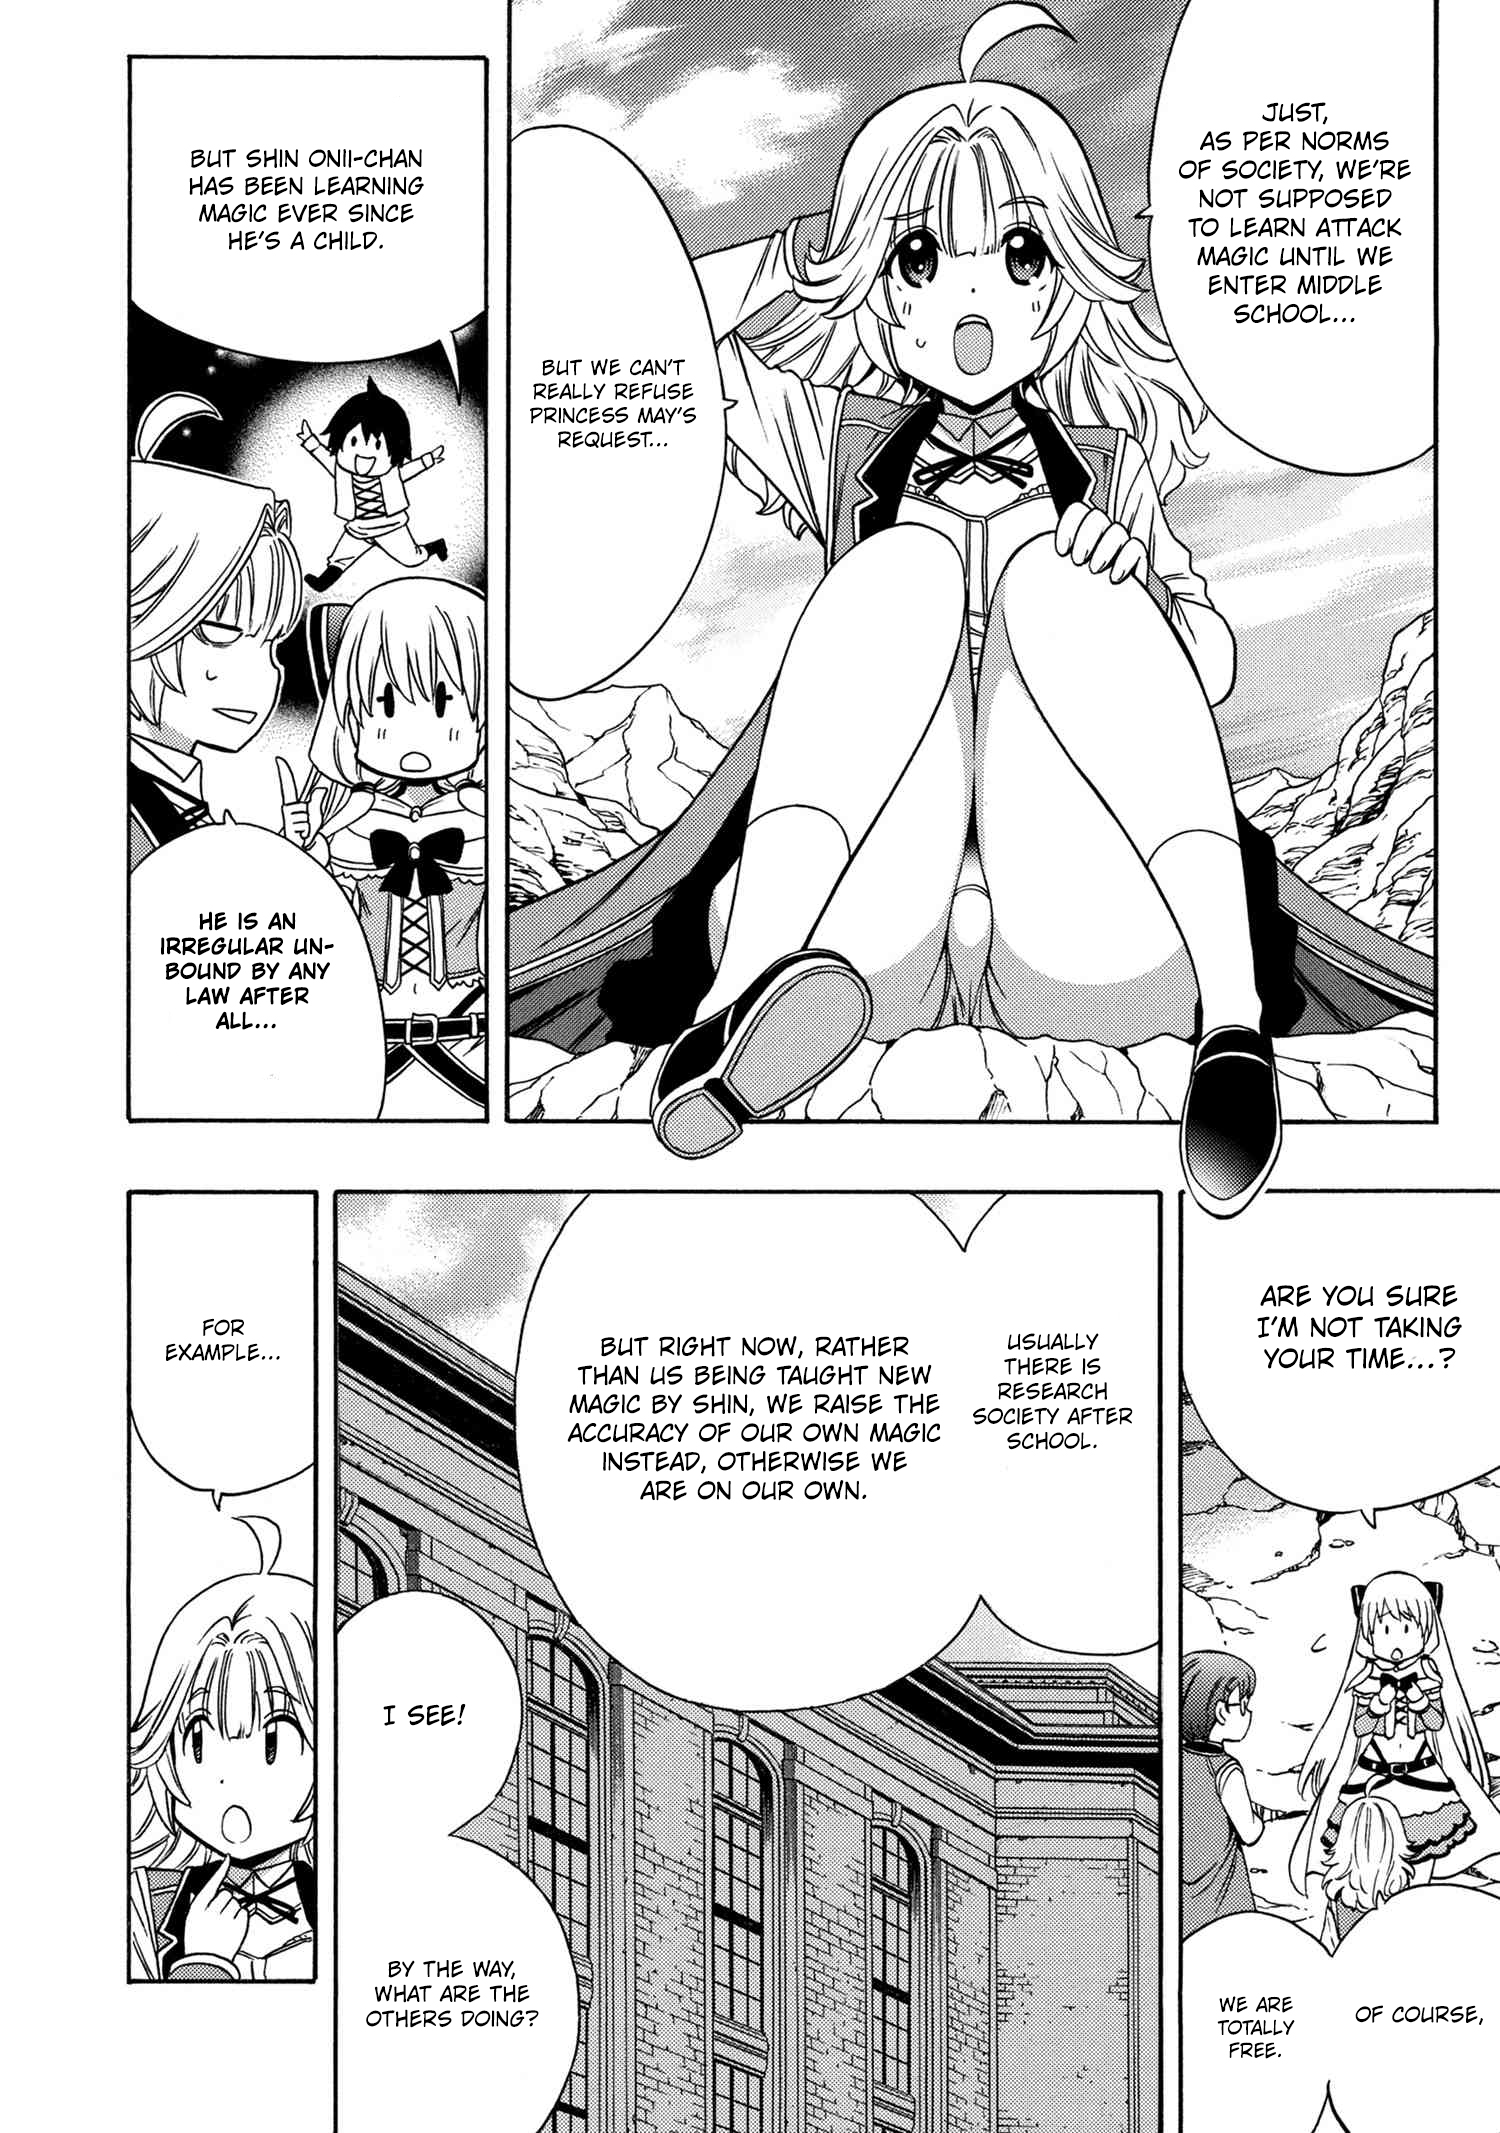 JUST,
AS PER NORMS
OF SOCIETY, WE'RE
NOT SUPPOSED
TO LEARN ATTACK
MAGIC UNTIL WE
ENTER MIDDLE
SCHOOL...
BUT WE CAN'T
REALLY REFUSE
PRINCESS MAY'S
REQUEST...
BUT SHIN ONII-CHAN
HAS BEEN LEARNING
MAGIC EVER SINCE
HE'S A CHILD.
HE IS AN
IRREGULAR UN-
BOUND BY ANY
LAW AFTER
ALL...
ARE YOU SURE
I'M NOT TAKING
YOUR TIME...?
OF COURSE,
WE ARE
TOTALLY
FREE.
USUALLY
THERE IS
RESEARCH
SOCIETY AFTER
SCHOOL.
BUT RIGHT NOW, RATHER
THAN US BEING TAUGHT NEW
MAGIC BY SHIN, WE RAISE THE
ACCURACY OF OUR OWN MAGIC
INSTEAD, OTHERWISE WE
ARE ON OUR OWN.
I SEE!
BY THE WAY,
WHAT ARE THE
OTHERS DOING?
FOR
EXAMPLE...